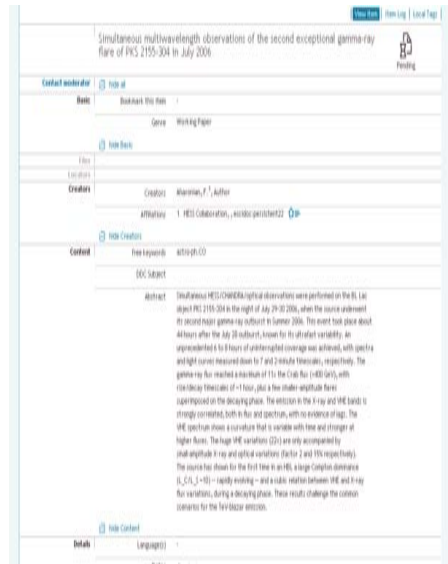 View Item | Item Log | Local Tags |
Simultaneous multiwavelength observations of the second exceptional gamma-ray
flare of PKS 2155-304 in July 2006
Pending
Contact moderator hide all
Basic Bookmark this item -
Genre Working Paper
hide Basic
Files
Locators
Creators Creators Aharonian, F.¹, Author
Affiliations 1 HESS Collaboration, , escidoc:persistent22
hide Creators
Content Free keywords astro-ph.CO
DDC Subject
Abstract Simultaneous HESS/CHANDRA/optical observations were performed on the BL Lac
object PKS 2155-304 in the night of July 29-30 2006, when the source underwent
its second major gamma-ray outburst in Summer 2006. This event took place about
44 hours after the July 28 outburst, known for its ultrafast variability. An
unprecedented 6 to 8 hours of uninterrupted coverage was achieved, with spectra
and light curves measured down to 7 and 2-minute timescales, respectively. The
gamma-ray flux reached a maximum of 11x the Crab flux (>400 GeV), with
rise/decay timescales of ~1 hour, plus a few smaller-amplitude flares
superimposed on the decaying phase. The emission in the X-ray and VHE bands is
strongly correlated, both in flux and spectrum, with no evidence of lags. The
VHE spectrum shows a curvature that is variable with time and stronger at
higher fluxes. The huge VHE variations (22x) are only accompanied by
small-amplitude X-ray and optical variations (factor 2 and 15% respectively).
The source has shown for the first time in an HBL a large Compton dominance
(L_C/L_S ~10) -- rapidly evolving -- and a cubic relation between VHE and X-ray
flux variations, during a decaying phase. These results challenge the common
scenarios for the TeV-blazar emission.
hide Content
Details Language(s) -